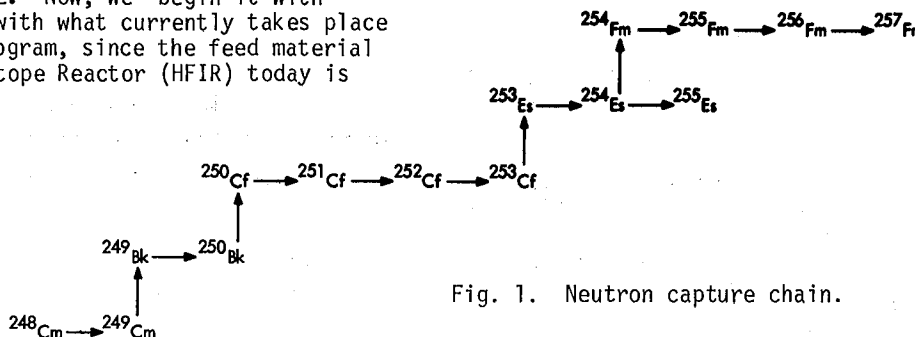 2. Now, we begin it with
with what currently takes place
ogram, since the feed material
tope Reactor (HFIR) today is
254Fm 255Fm 256Fm 257Fm
253Es 254Es 255Es
250Cf 251Cf 252Cf 253Cf
249Bk 250Bk
Fig. 1. Neutron capture chain.
248Cm 249Cm